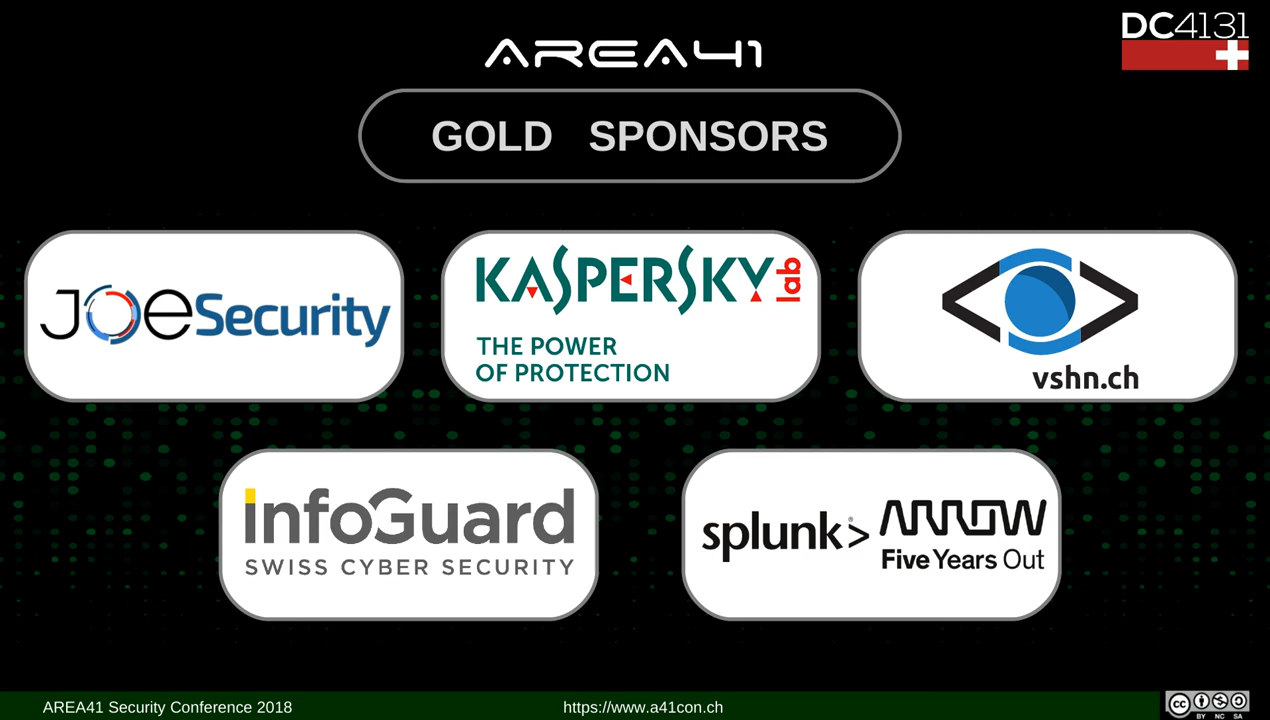 AREA41
DC4131
GOLD SPONSORS
JOeSecurity
KASPERSKY lab
THE POWER
OF PROTECTION
vshn.ch
infoGuard
SWISS CYBER SECURITY
splunk>
ARROW
Five Years Out
AREA41 Security Conference 2018
https://www.a41con.ch
cc
BY NC SA